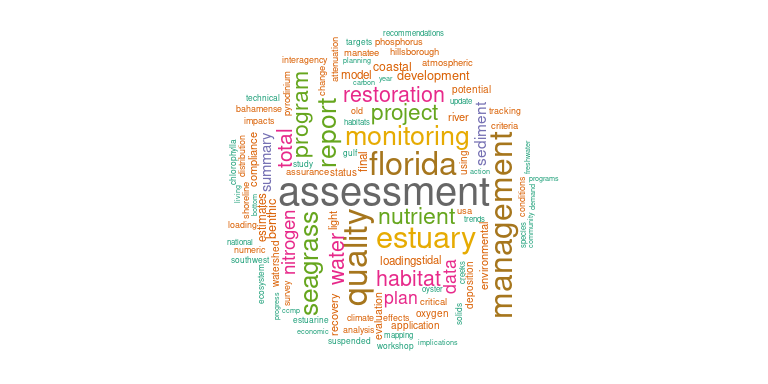 recommendations
targets phosphorus
manatee hillsborough
interagency
attenuation
planning
coastal
atmospheric
change
model
development
carbon
year
potential
technical
pyrodinium
program
restoration
update
bahamense
report
old
project
river
tracking
impacts
habitats
sediment
criteria
total
monitoring
chlorophylla
distribution
compliance
summary
study
gulf
final
florida
using
action
freshwater
assurance
status
management
programs
living
shoreline
bottom
assessment
conditions
demand
community
species
loading
estimates
benthic
nitrogen
seagrass
light
quality
nutrient
usa
trends
estuary
national
numeric
southwest
watershed
water
loadings
tidal
environmental
ecosystem
survey
habitat
data
creeks
deposition
oyster
progress
ccmp
recovery
plan
critical
solids
estuarine
climate
effects
evaluation
oxygen
application
economic
analysis
mapping
suspended
workshop
implications